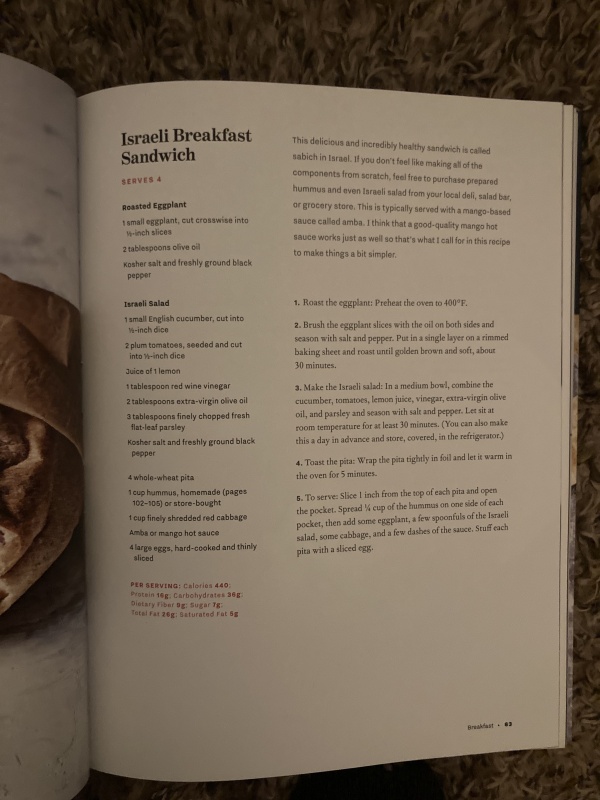 Israeli Breakfast
Sandwich
SERVES 4
Roasted Eggplant
1 small eggplant, cut crosswise into
½-inch slices
2 tablespoons olive oil
Kosher salt and freshly ground black
pepper
Israeli Salad
1 small English cucumber, cut into
½-inch dice
2 plum tomatoes, seeded and cut
into ½-inch dice
Juice of 1 lemon
1 tablespoon red wine vinegar
2 tablespoons extra-virgin olive oil
3 tablespoons finely chopped fresh
flat-leaf parsley
Kosher salt and freshly ground black
pepper
4 whole-wheat pita
1 cup hummus, homemade (pages
102–105) or store-bought
1 cup finely shredded red cabbage
Amba or mango hot sauce
4 large eggs, hard-cooked and thinly
sliced
PER SERVING: Calories 440;
Protein 16g; Carbohydrates 36g;
Dietary Fiber 9g; Sugar 7g;
Total Fat 26g; Saturated Fat 5g
This delicious and incredibly healthy sandwich is called
sabich in Israel. If you don't feel like making all of the
components from scratch, feel free to purchase prepared
hummus and even Israeli salad from your local deli, salad bar,
or grocery store. This is typically served with a mango-based
sauce called amba. I think that a good-quality mango hot
sauce works just as well so that's what I call for in this recipe
to make things a bit simpler.
1. Roast the eggplant: Preheat the oven to 400°F.
2. Brush the eggplant slices with the oil on both sides and
season with salt and pepper. Put in a single layer on a rimmed
baking sheet and roast until golden brown and soft, about
30 minutes.
3. Make the Israeli salad: In a medium bowl, combine the
cucumber, tomatoes, lemon juice, vinegar, extra-virgin olive
oil, and parsley and season with salt and pepper. Let sit at
room temperature for at least 30 minutes. (You can also make
this a day in advance and store, covered, in the refrigerator.)
4. Toast the pita: Wrap the pita tightly in foil and let it warm in
the oven for 5 minutes.
5. To serve: Slice 1 inch from the top of each pita and open
the pocket. Spread ¼ cup of the hummus on one side of each
pocket, then add some eggplant, a few spoonfuls of the Israeli
salad, some cabbage, and a few dashes of the sauce. Stuff each
pita with a sliced egg.
Breakfast • 63